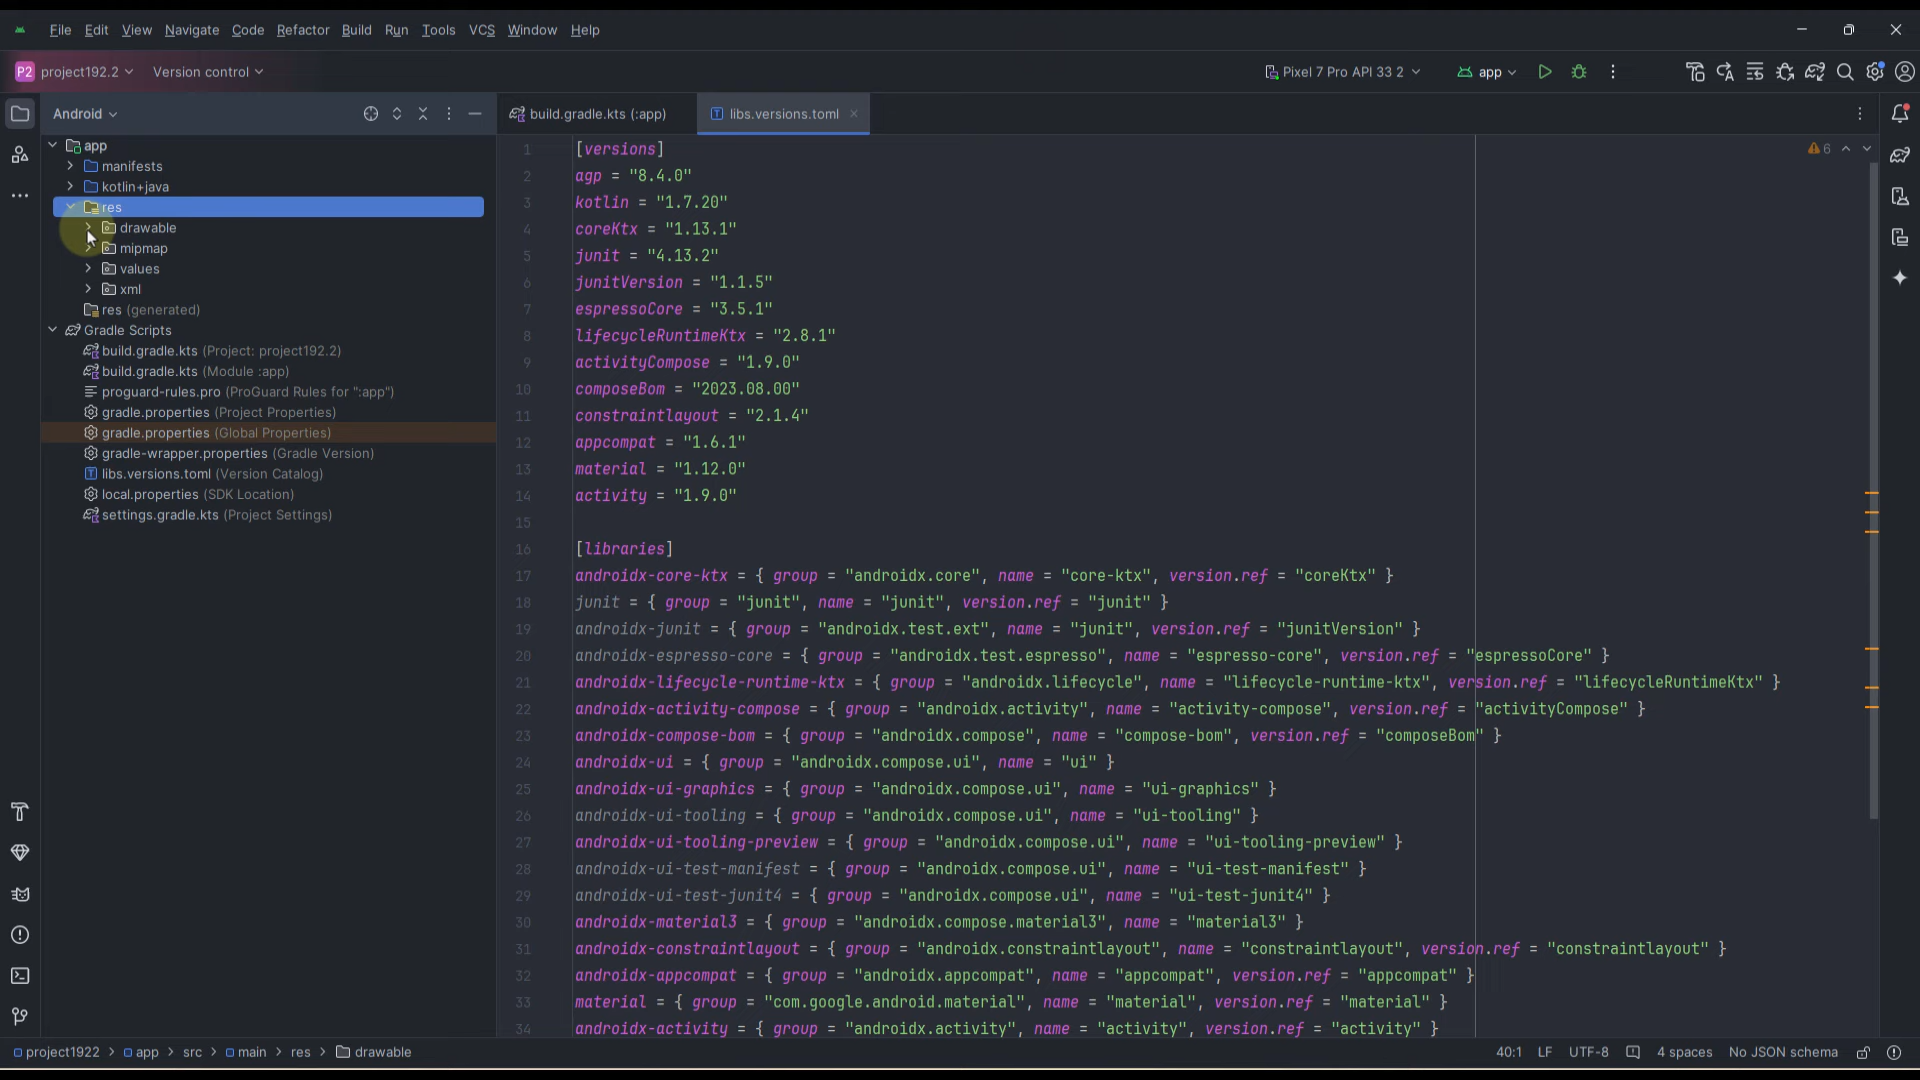 File Edit View Navigate Code Refactor Build Run Tools VCS Window Help
P2 project192.2 Version control Pixel 7 Pro API 33 2 app
Android
build.gradle.kts (:app) libs.versions.toml
app
manifests
kotlin+java
res
drawable
mipmap
values
xml
res (generated)
Gradle Scripts
build.gradle.kts (Project: project192.2)
build.gradle.kts (Module :app)
proguard-rules.pro (ProGuard Rules for ":app")
gradle.properties (Project Properties)
gradle.properties (Global Properties)
gradle-wrapper.properties (Gradle Version)
libs.versions.toml (Version Catalog)
local.properties (SDK Location)
settings.gradle.kts (Project Settings)
6
1 [versions]
2 agp = "8.4.0"
3 kotlin = "1.7.20"
4 coreKtx = "1.13.1"
5 junit = "4.13.2"
6 junitVersion = "1.1.5"
7 espressoCore = "3.5.1"
8 lifecycleRuntimeKtx = "2.8.1"
9 activityCompose = "1.9.0"
10 composeBom = "2023.08.00"
11 constraintlayout = "2.1.4"
12 appcompat = "1.6.1"
13 material = "1.12.0"
14 activity = "1.9.0"
15
16 [libraries]
17 androidx-core-ktx = { group = "androidx.core", name = "core-ktx", version.ref = "coreKtx" }
18 junit = { group = "junit", name = "junit", version.ref = "junit" }
19 androidx-junit = { group = "androidx.test.ext", name = "junit", version.ref = "junitVersion" }
20 androidx-espresso-core = { group = "androidx.test.espresso", name = "espresso-core", version.ref = "espressoCore" }
21 androidx-lifecycle-runtime-ktx = { group = "androidx.lifecycle", name = "lifecycle-runtime-ktx", version.ref = "lifecycleRuntimeKtx" }
22 androidx-activity-compose = { group = "androidx.activity", name = "activity-compose", version.ref = "activityCompose" }
23 androidx-compose-bom = { group = "androidx.compose", name = "compose-bom", version.ref = "composeBom" }
24 androidx-ui = { group = "androidx.compose.ui", name = "ui" }
25 androidx-ui-graphics = { group = "androidx.compose.ui", name = "ui-graphics" }
26 androidx-ui-tooling = { group = "androidx.compose.ui", name = "ui-tooling" }
27 androidx-ui-tooling-preview = { group = "androidx.compose.ui", name = "ui-tooling-preview" }
28 androidx-ui-test-manifest = { group = "androidx.compose.ui", name = "ui-test-manifest" }
29 androidx-ui-test-junit4 = { group = "androidx.compose.ui", name = "ui-test-junit4" }
30 androidx-material3 = { group = "androidx.compose.material3", name = "material3" }
31 androidx-constraintlayout = { group = "androidx.constraintlayout", name = "constraintlayout", version.ref = "constraintlayout" }
32 androidx-appcompat = { group = "androidx.appcompat", name = "appcompat", version.ref = "appcompat" }
33 material = { group = "com.google.android.material", name = "material", version.ref = "material" }
34 androidx-activity = { group = "androidx.activity", name = "activity", version.ref = "activity" }
project1922 > app > src > main > res > drawable 40:1 LF UTF-8 4 spaces No JSON schema